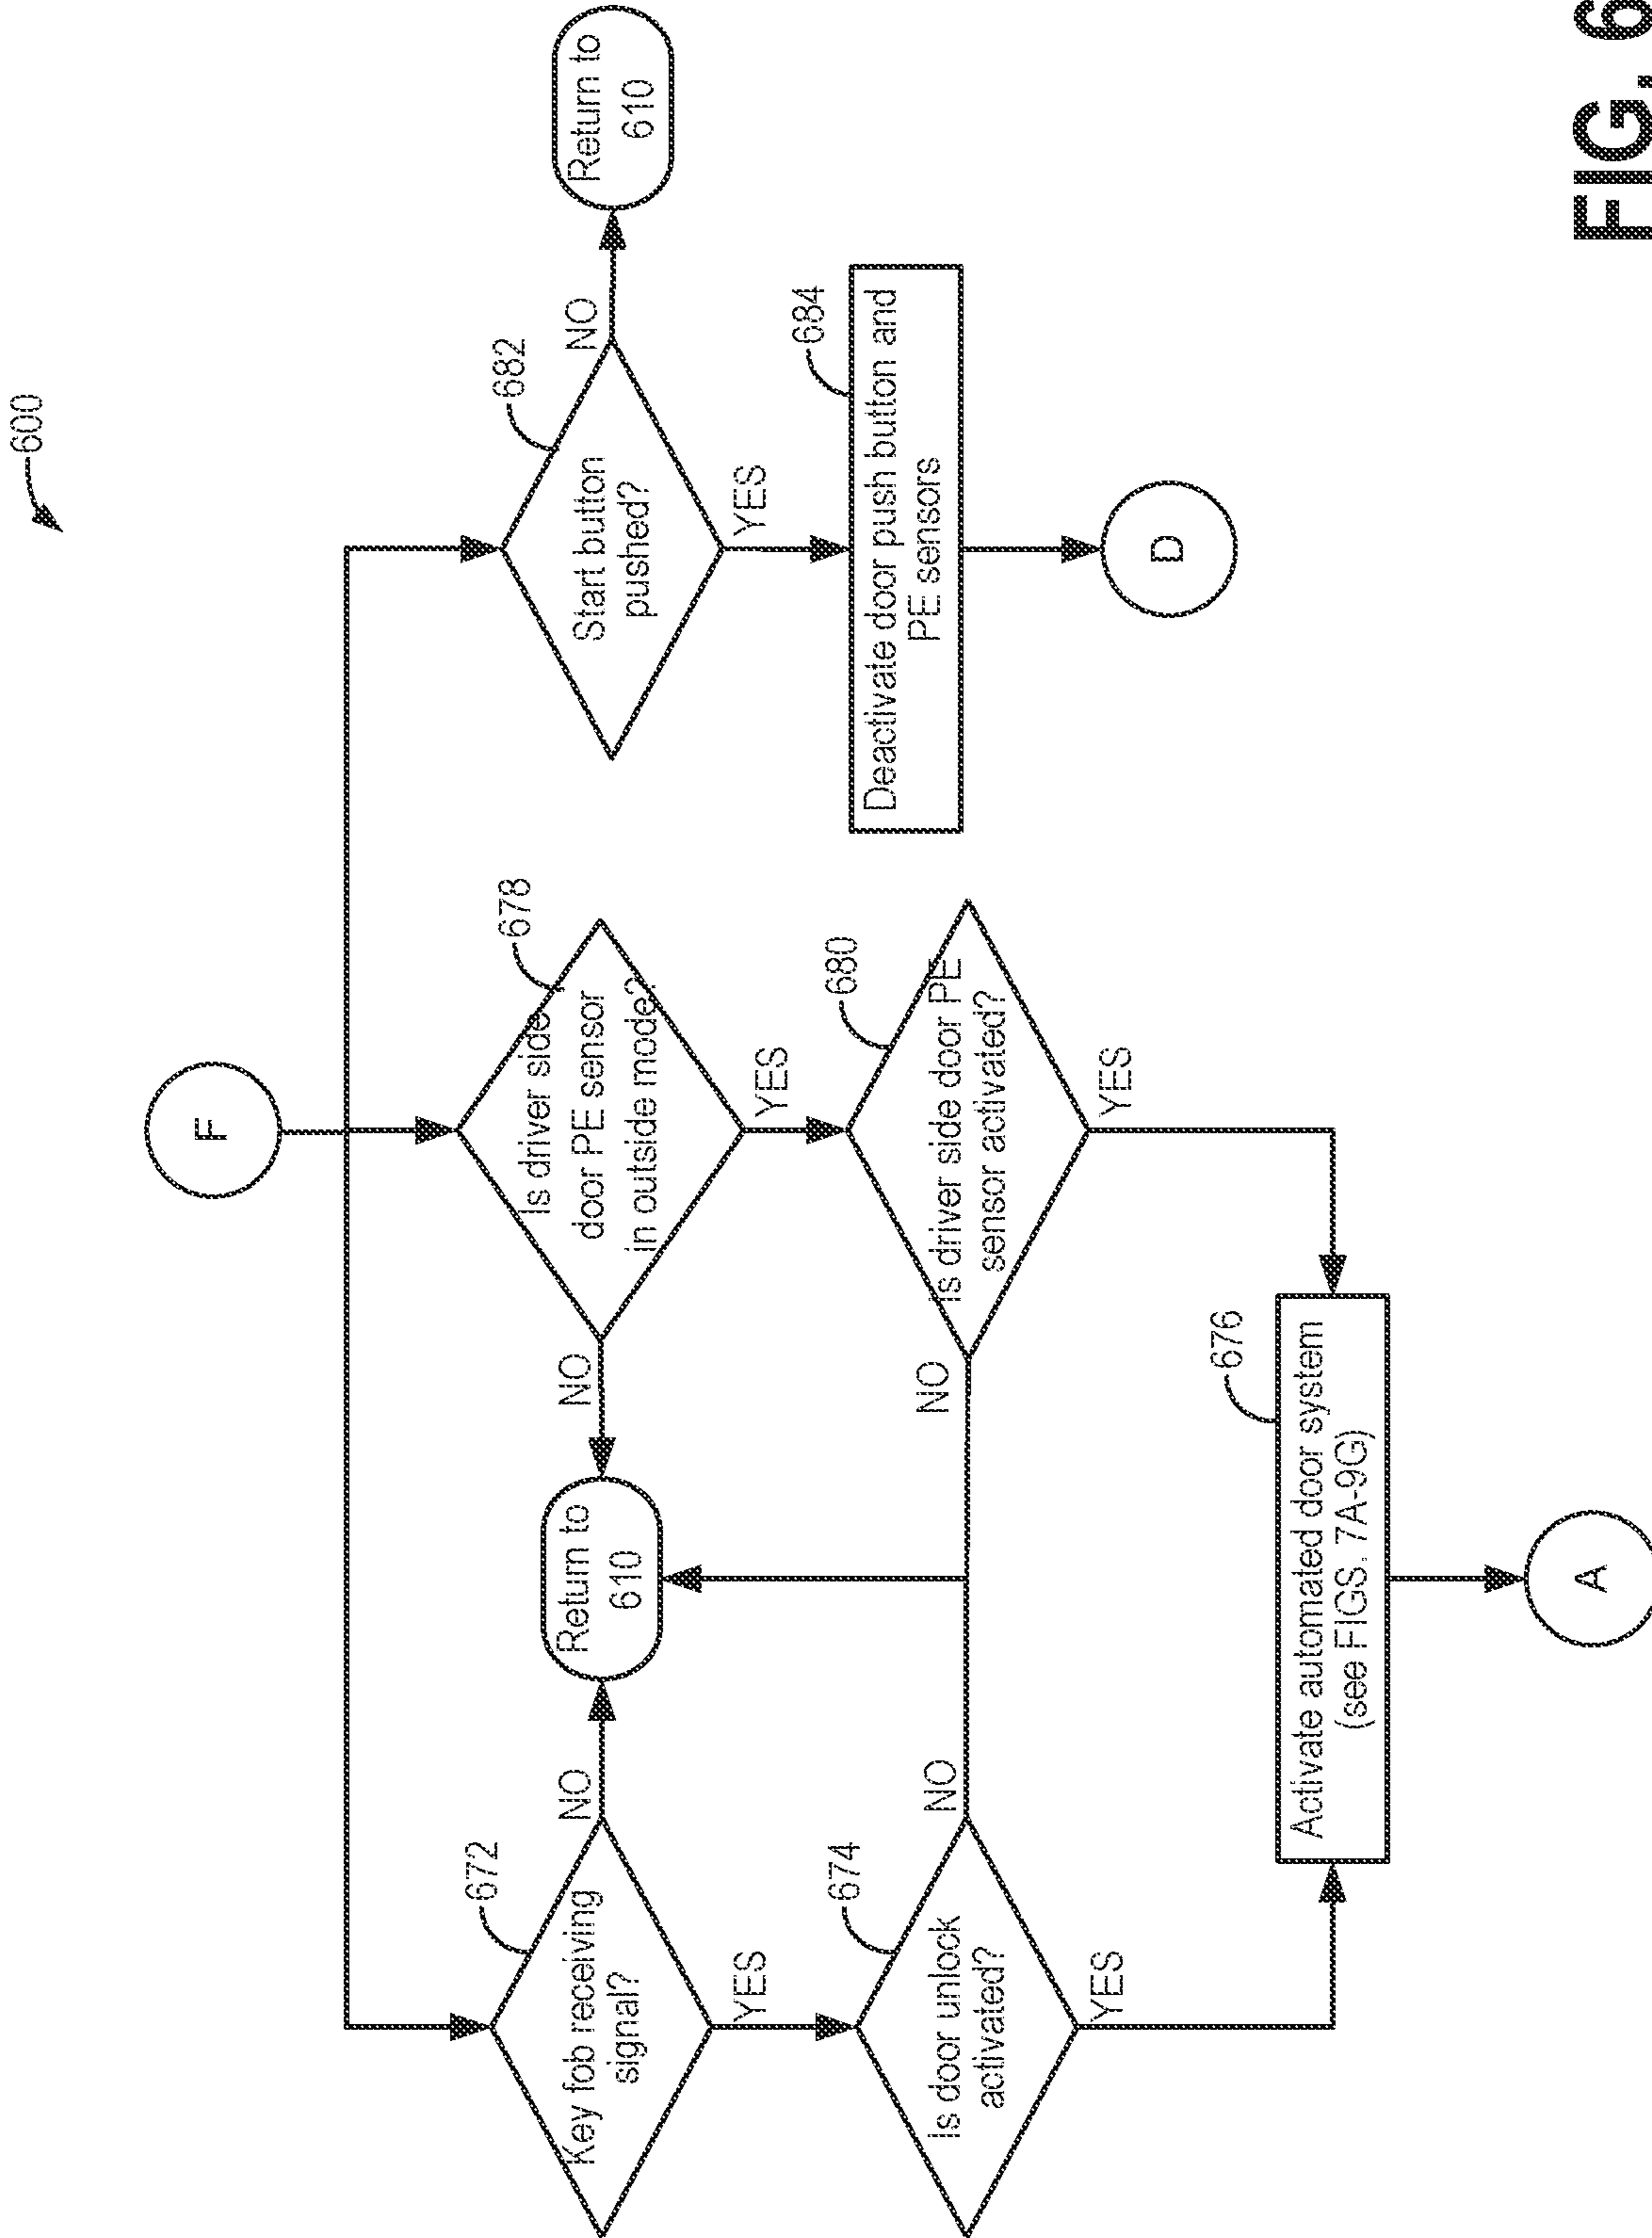 600
F
672
Key fob receiving
signal?
NO
YES
Return to
610
678
Is driver side
door PE sensor
in outside mode?
NO
YES
682
Start button
pushed?
NO
YES
Return to
610
674
Is door unlock
activated?
NO
YES
680
Is driver side door PE
sensor activated?
NO
YES
684
Deactivate door push button and
PE sensors
D
676
Activate automated door system
(see FIGS. 7A-9G)
A
FIG. 6